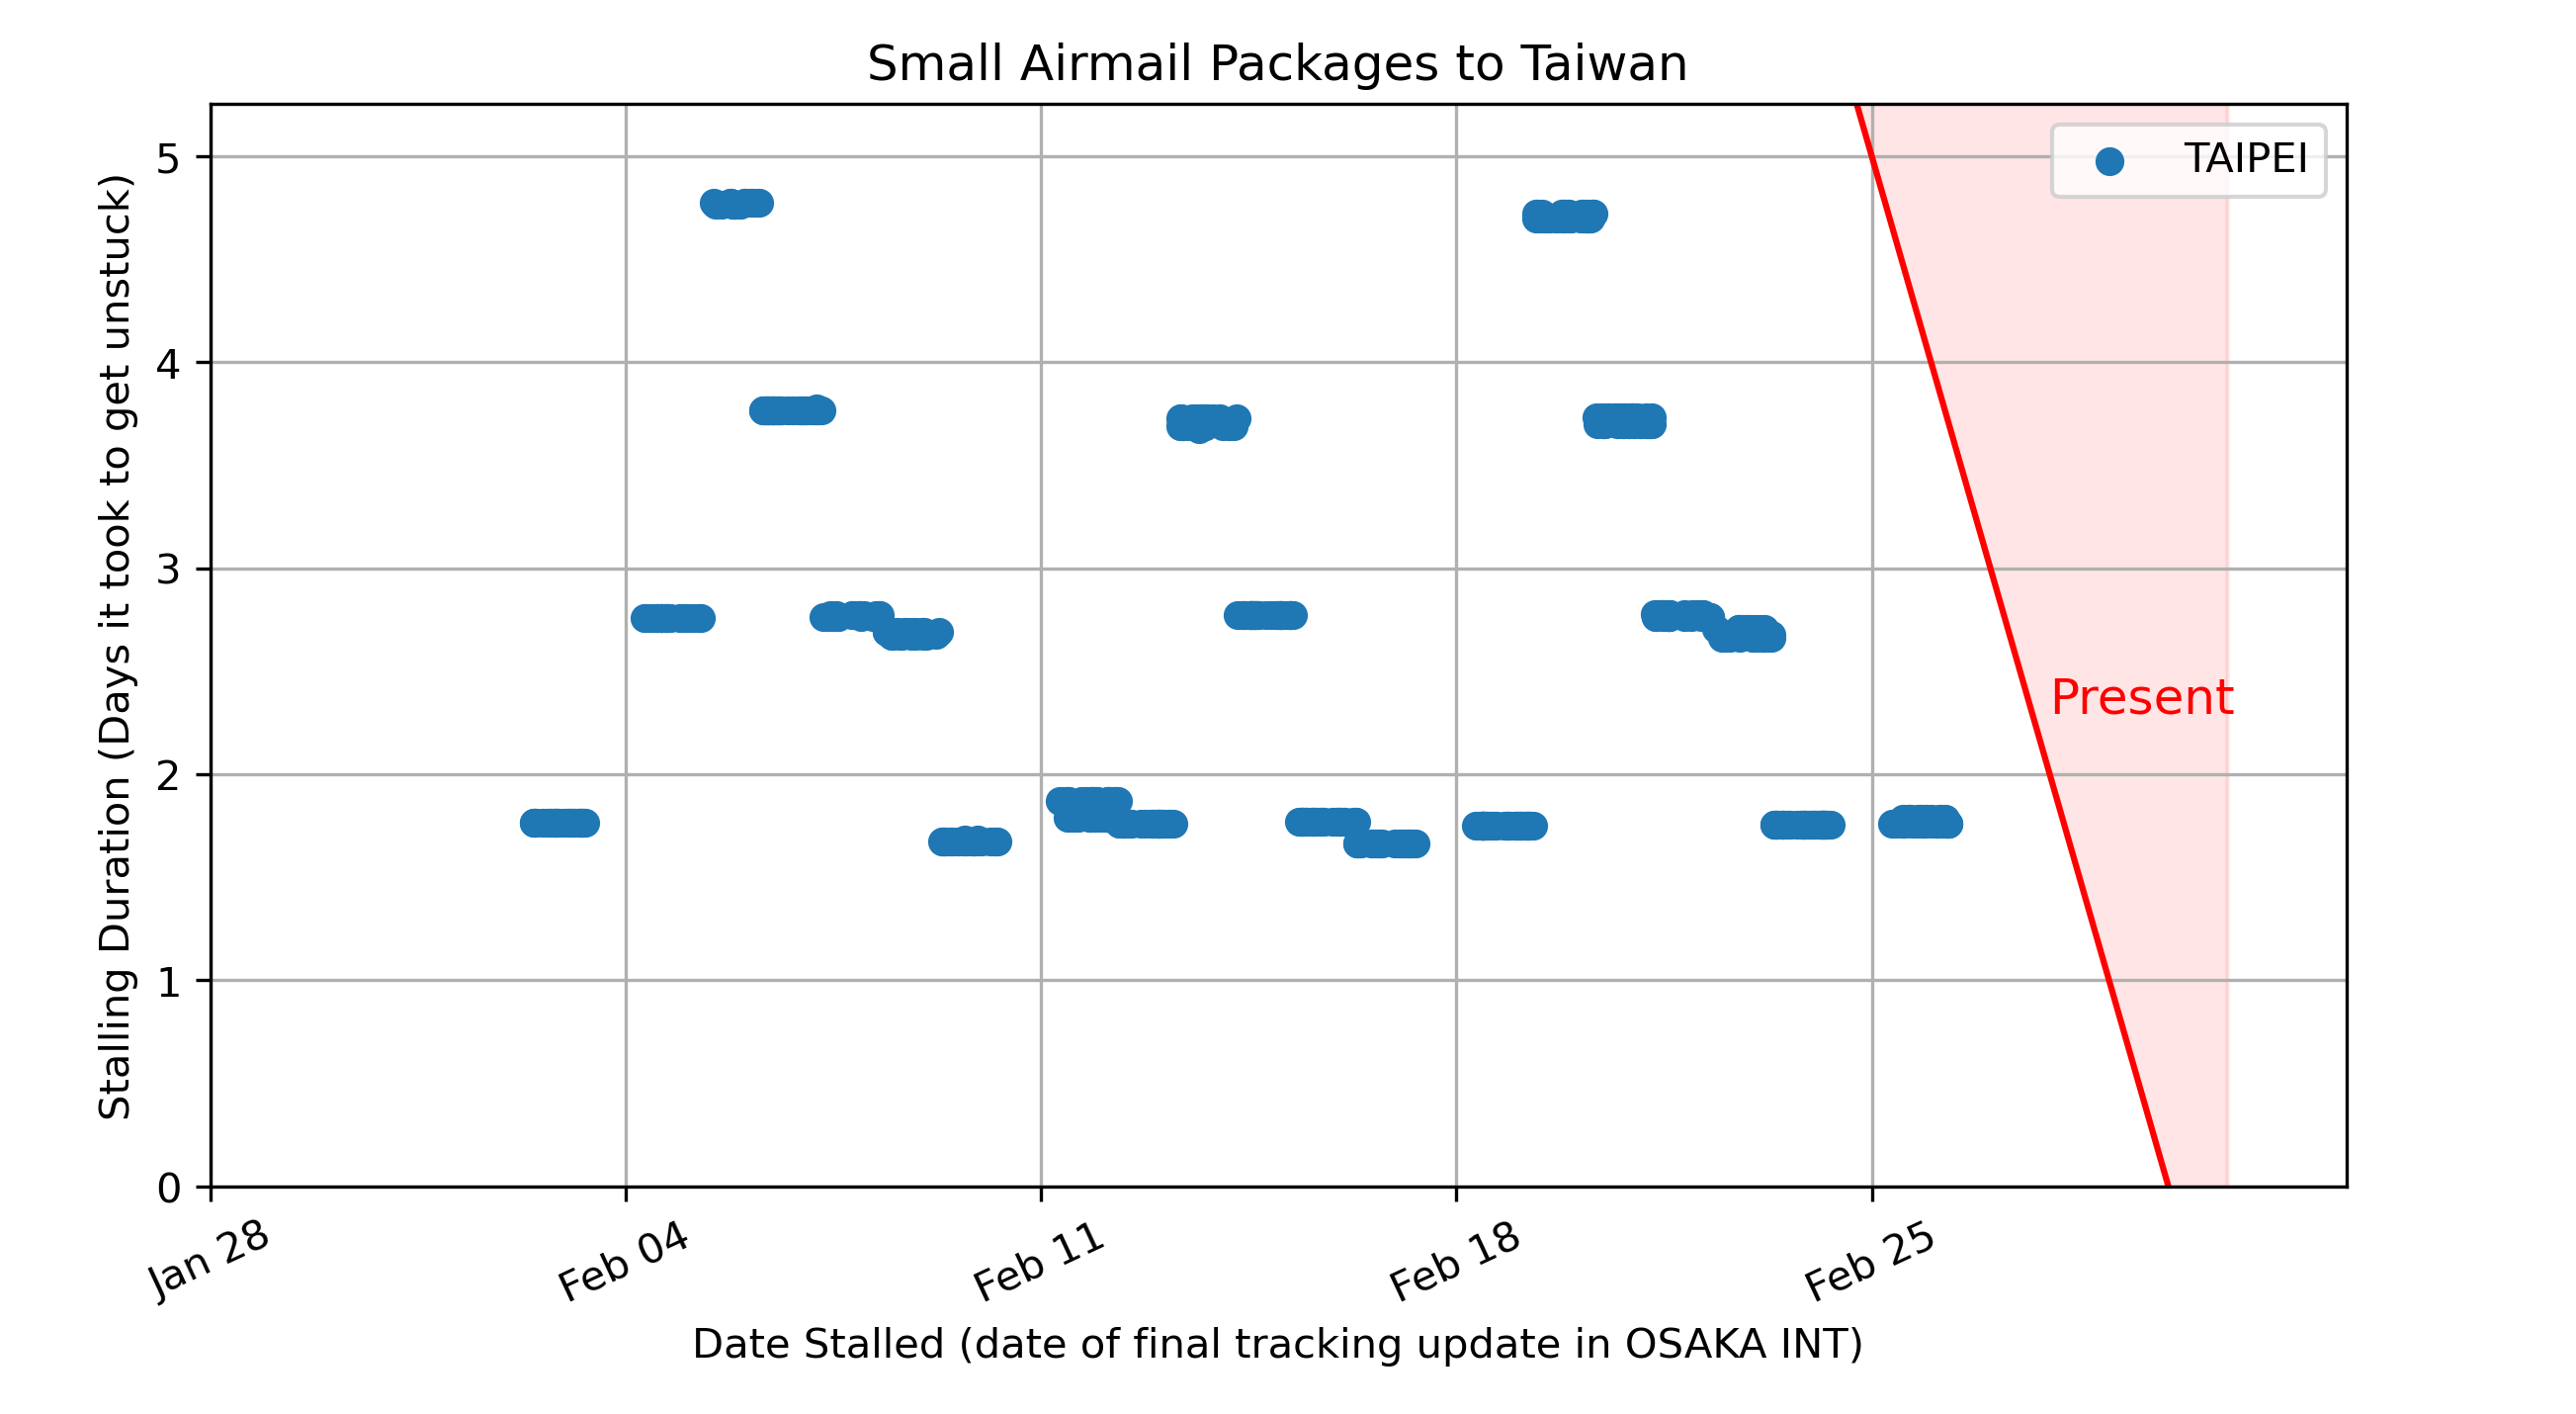 Small Airmail Packages to Taiwan
TAIPEI
Stalling Duration (Days it took to get unstuck)
5
4
3
2
1
0
Present
Jan 28
Feb 04
Feb 11
Feb 18
Feb 25
Date Stalled (date of final tracking update in OSAKA INT)